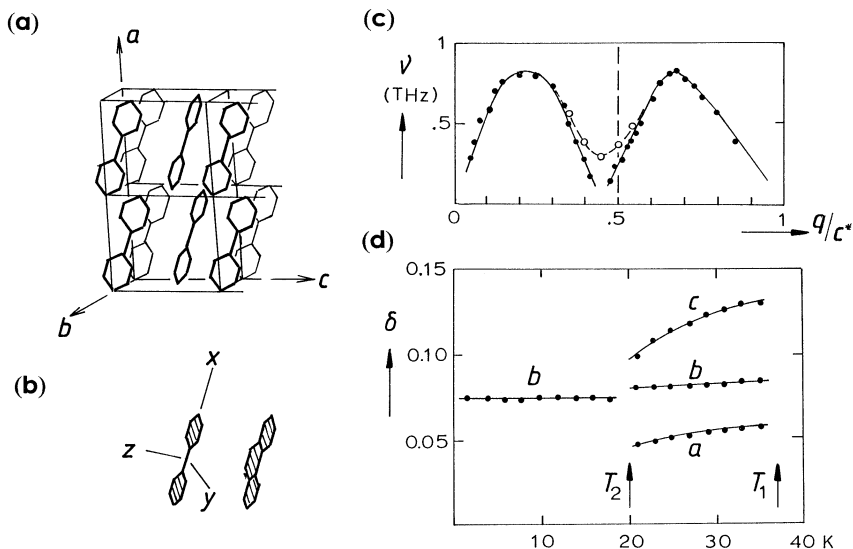 (a)
a
c
b
(b)
x
z
y
(c)
1
ν
(THz)
.5
0
.5
1
q/c*
(d)
0.15
δ
0.10
0.05
c
b
b
a
T₂
T₁
10
20
30
40 K